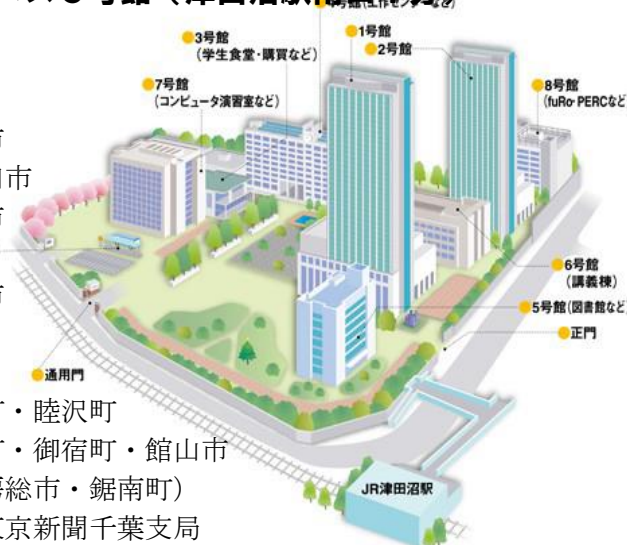 3号館
(学生食堂・購買など)
1号館
2号館
7号館
(コンピュータ演習室など)
8号館
(fuRo・PERCなど)
市
市
6号館
(講義棟)
5号館(図書館など)
正門
通用門
・睦沢町
・御宿町・館山市
総市・鋸南町)
京新聞千葉支局
JR津田沼駅